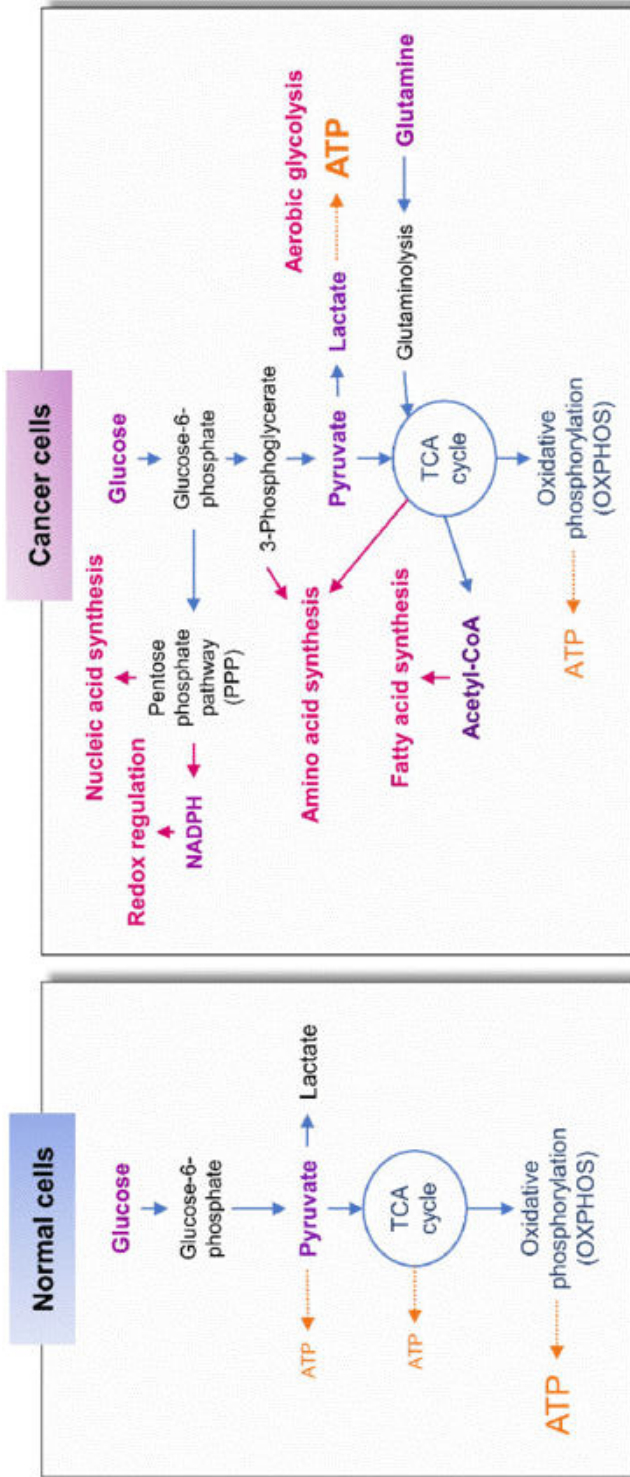 Normal cells
Glucose
Glucose-6-
phosphate
Pyruvate
Lactate
ATP
TCA
cycle
ATP
Oxidative
phosphorylation
(OXPHOS)
ATP
Cancer cells
Nucleic acid synthesis
Glucose
Redox regulation
Pentose
phosphate
pathway
(PPP)
Glucose-6-
phosphate
NADPH
3-Phosphoglycerate
Aerobic glycolysis
Amino acid synthesis
Pyruvate
Lactate
ATP
Fatty acid synthesis
TCA
cycle
Glutaminolysis
Glutamine
Acetyl-CoA
Oxidative
phosphorylation
(OXPHOS)
ATP